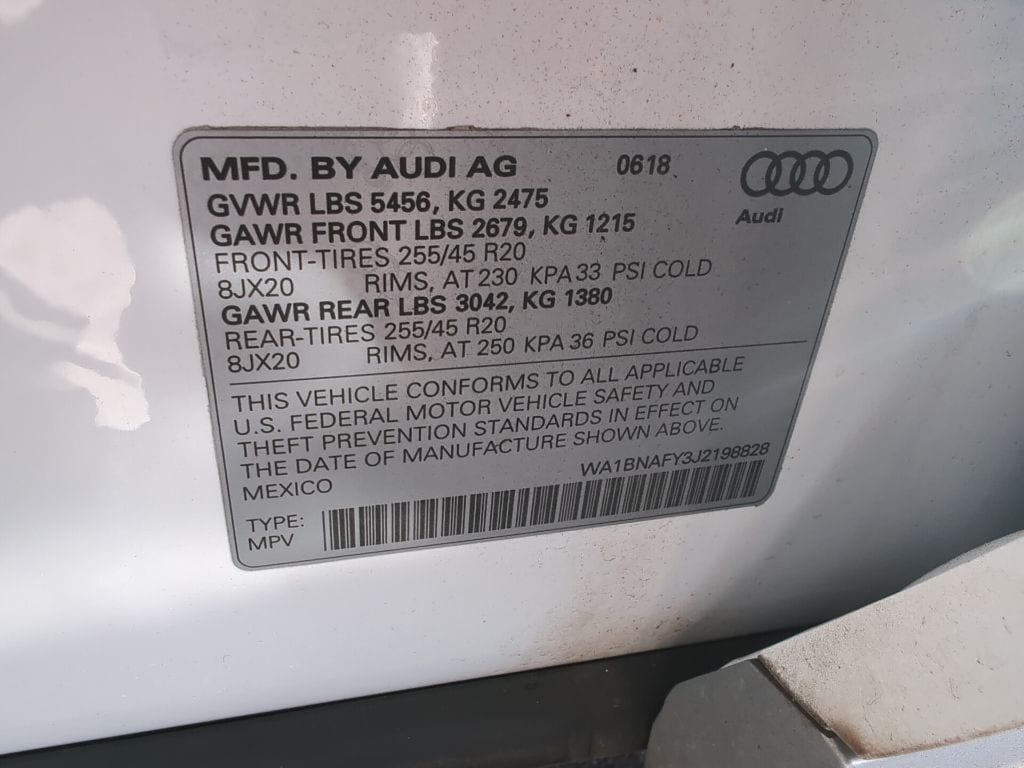 MFD. BY AUDI AG 0618
Audi
GVWR LBS 5456, KG 2475
GAWR FRONT LBS 2679, KG 1215
FRONT-TIRES 255/45 R20
8JX20 RIMS, AT 230 KPA 33 PSI COLD
GAWR REAR LBS 3042, KG 1380
REAR-TIRES 255/45 R20
8JX20 RIMS, AT 250 KPA 36 PSI COLD
THIS VEHICLE CONFORMS TO ALL APPLICABLE
U.S. FEDERAL MOTOR VEHICLE SAFETY AND
THEFT PREVENTION STANDARDS IN EFFECT ON
THE DATE OF MANUFACTURE SHOWN ABOVE.
MEXICO WA1BNAFY3J2198828
TYPE:
MPV